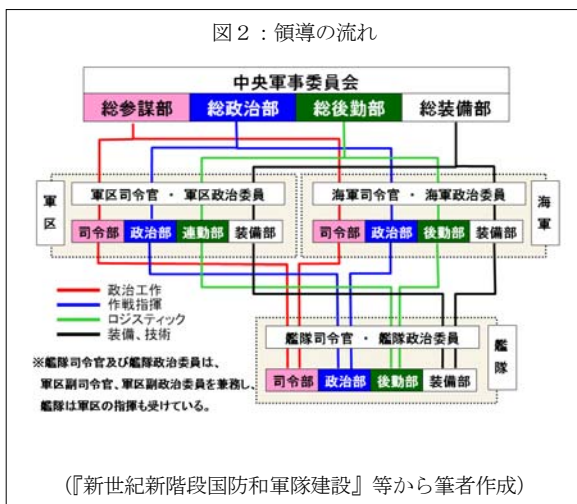 図２：領導の流れ
中央軍事委員会
総参謀部 総政治部 総後勤部 総装備部
軍区
軍区司令官・軍区政治委員
司令部 政治部 連勤部 装備部
海軍司令官・海軍政治委員
司令部 政治部 後勤部 装備部
海軍
政治工作
作戦指揮
ロジスティック
装備、技術
※艦隊司令官及び艦隊政治委員は、
軍区副司令官、軍区副政治委員を兼務し、
艦隊は軍区の指揮も受けている。
艦隊司令官・艦隊政治委員
司令部 政治部 後勤部 装備部
艦隊
(『新世紀新階段国防和軍隊建設』等から筆者作成)